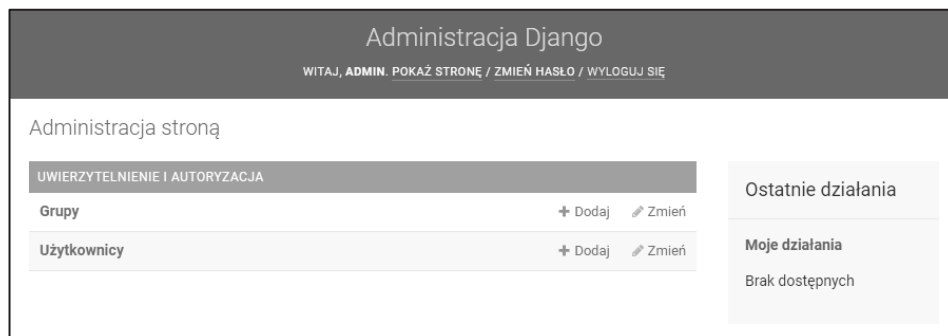 Administracja Django
WITAJ, ADMIN. POKAŻ STRONĘ / ZMIEŃ HASŁO / WYLOGUJ SIĘ
Administracja stroną
UWIERZYTELNIENIE I AUTORYZACJA
Grupy + Dodaj Zmień
Użytkownicy + Dodaj Zmień
Ostatnie działania
Moje działania
Brak dostępnych